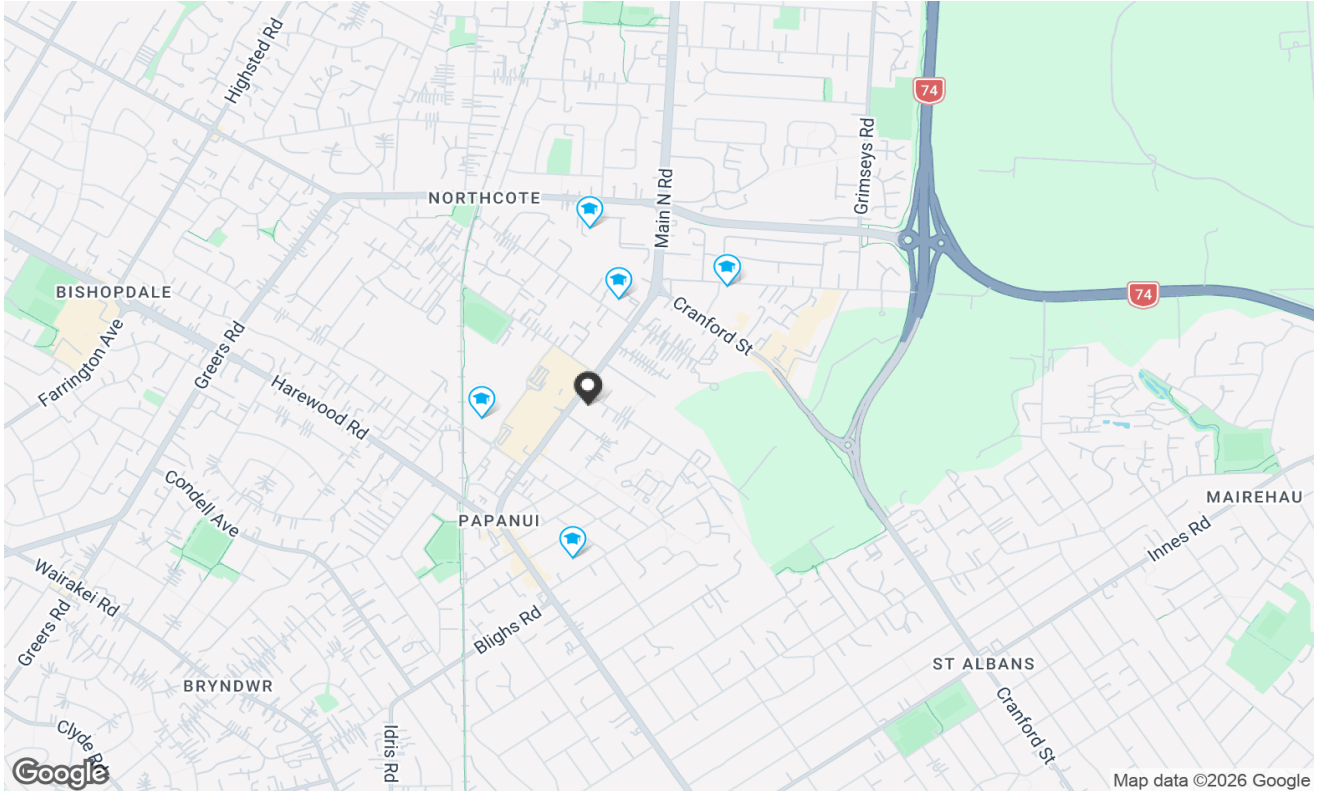 Highsted Rd
74
Grimseys Rd
NORTHCOTE
Main N Rd
BISHOPDALE
74
Cranford St
Greers Rd
Farrington Ave
Harewood Rd
Condell Ave
PAPANUI
MAIREHAU
Innes Rd
Wairakei Rd
Greers Rd
Blighs Rd
ST ALBANS
BRYNDWR
Cranford St
Clyde Rd
Idris Rd
Google
Map data ©2026 Google